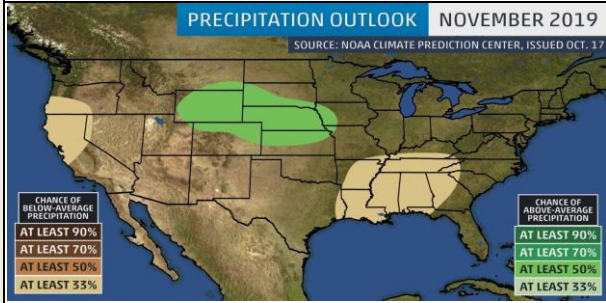 PRECIPITATION OUTLOOK NOVEMBER 2019
SOURCE: NOAA CLIMATE PREDICTION CENTER, ISSUED OCT. 17
CHANCE OF
BELOW-AVERAGE
PRECIPITATION
AT LEAST 90%
AT LEAST 70%
AT LEAST 50%
AT LEAST 33%
CHANCE OF
ABOVE-AVERAGE
PRECIPITATION
AT LEAST 90%
AT LEAST 70%
AT LEAST 50%
AT LEAST 33%